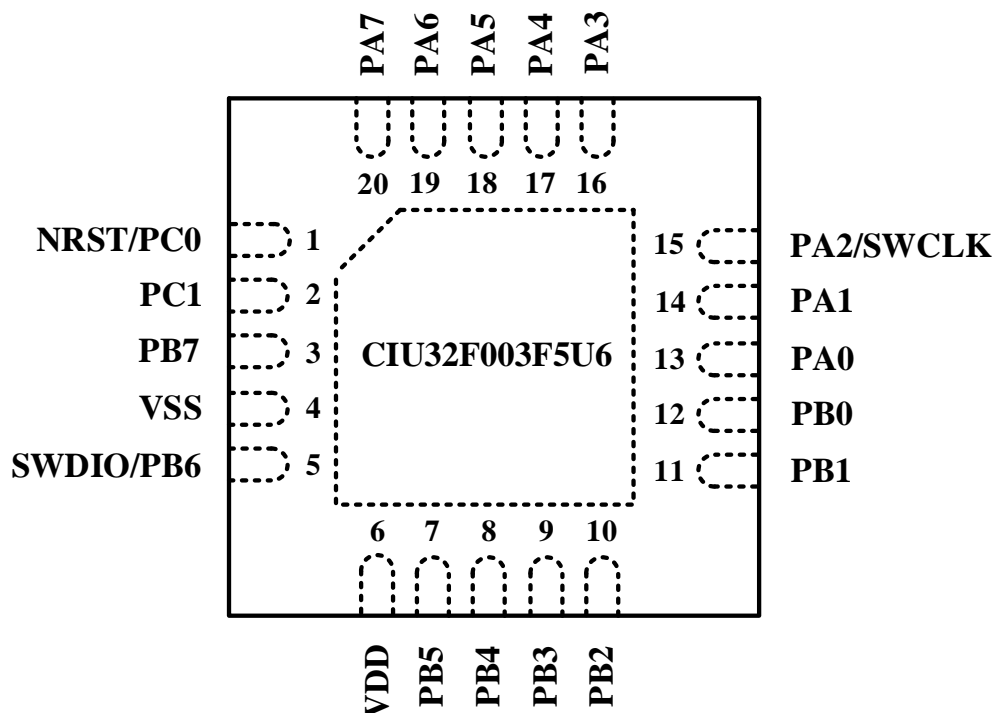 PA7 PA6 PA5 PA4 PA3
20 19 18 17 16
NRST/PC0 1 15 PA2/SWCLK
PC1 2 14 PA1
PB7 3 CIU32F003F5U6 13 PA0
VSS 4 12 PB0
SWDIO/PB6 5 11 PB1
6 7 8 9 10
VDD PB5 PB4 PB3 PB2